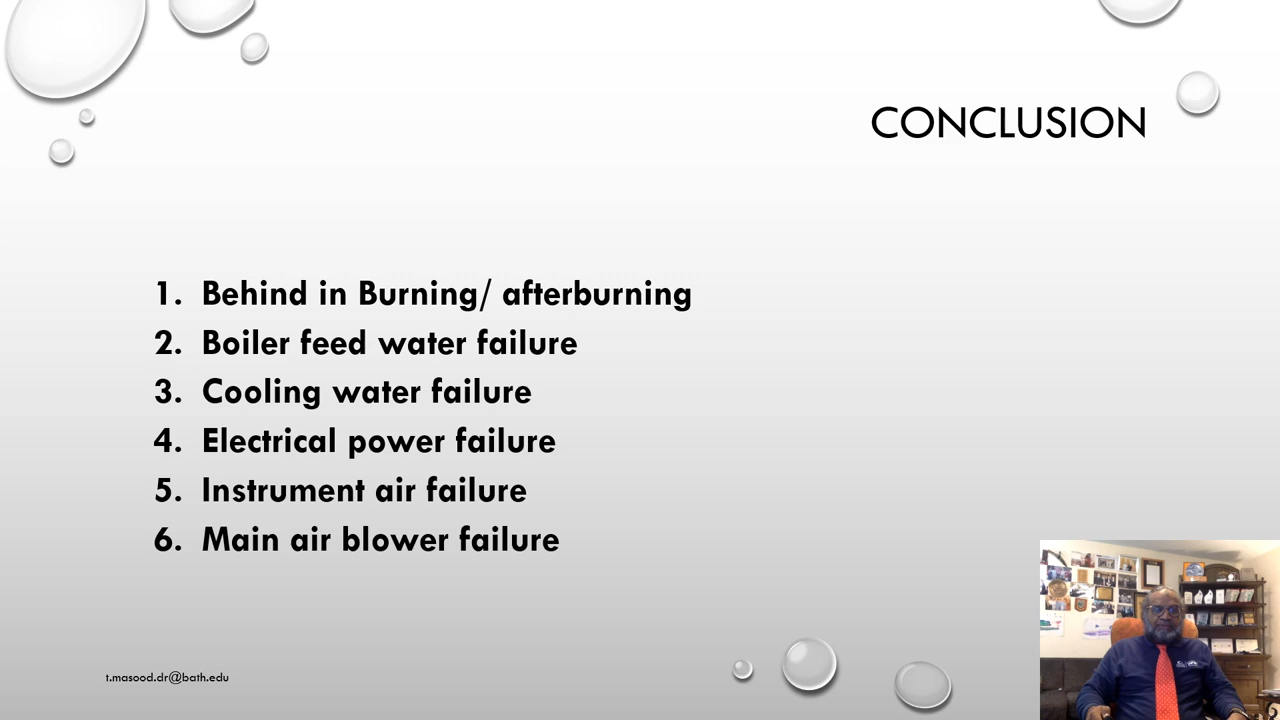 CONCLUSION
1. Behind in Burning/ afterburning
2. Boiler feed water failure
3. Cooling water failure
4. Electrical power failure
5. Instrument air failure
6. Main air blower failure
t.masood.dr@bath.edu